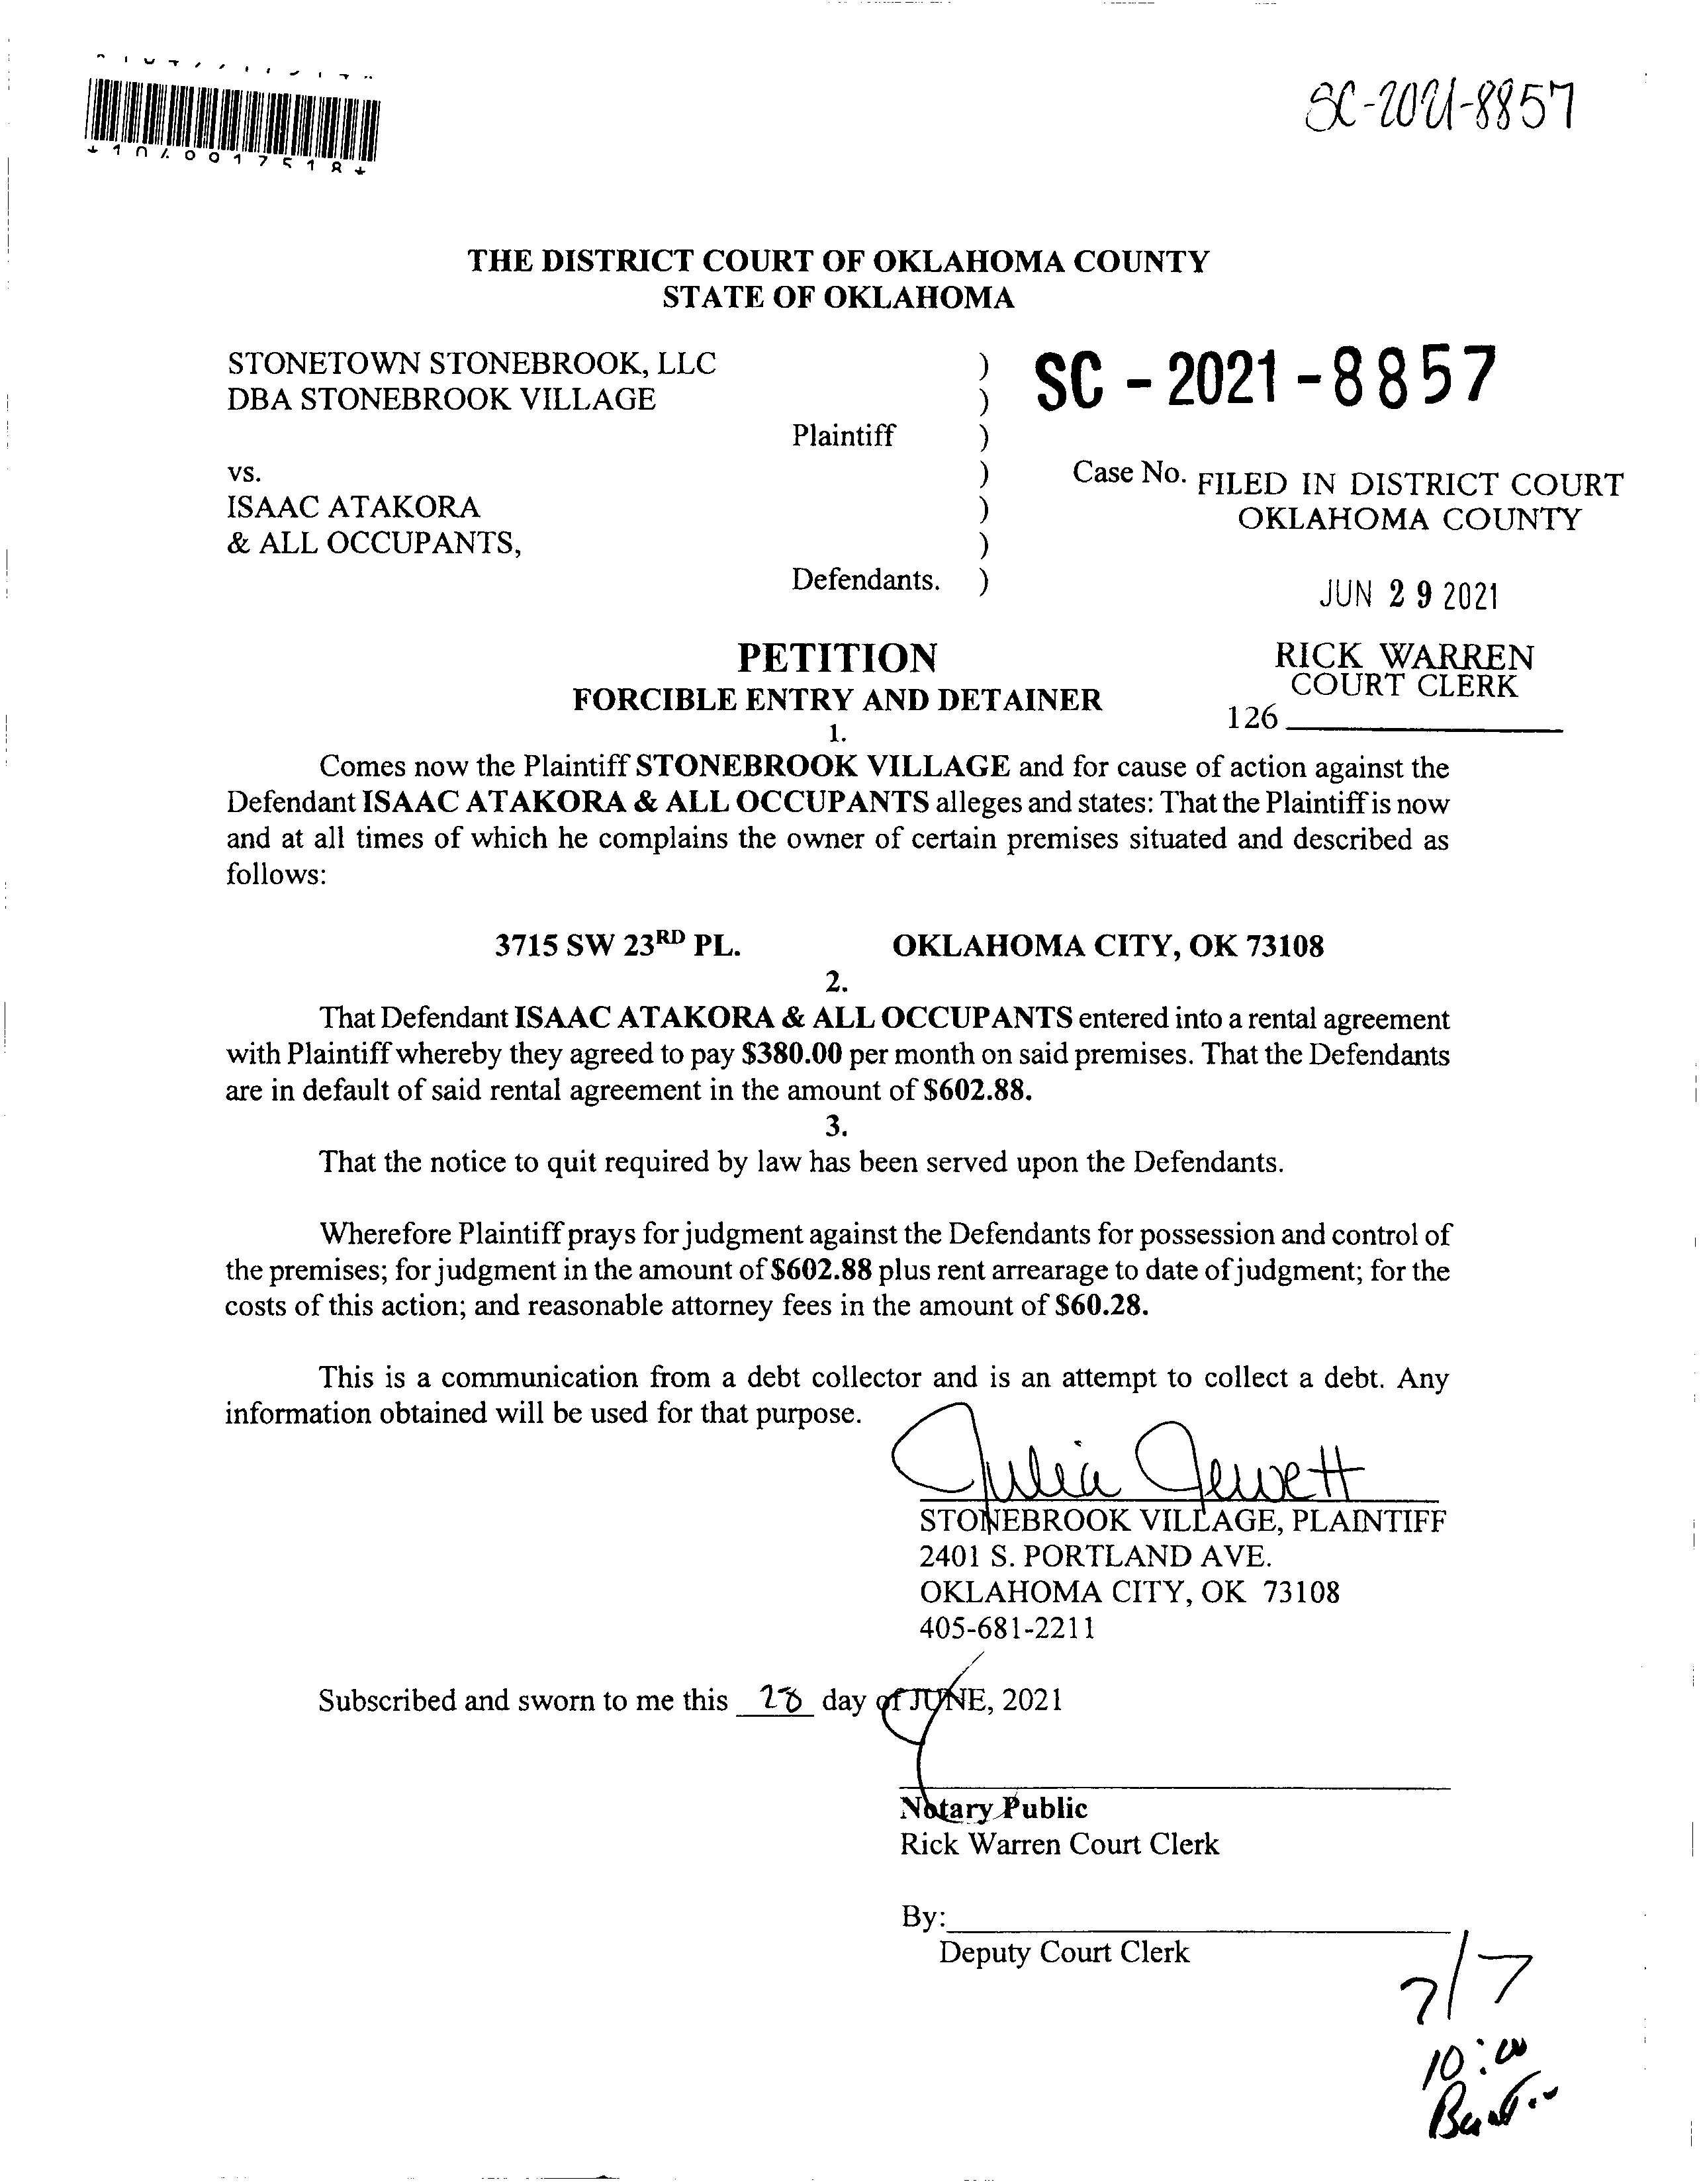 SC-2021-8857
THE DISTRICT COURT OF OKLAHOMA COUNTY
STATE OF OKLAHOMA
STONETOWN STONEBROOK, LLC )
DBA STONEBROOK VILLAGE )
SC - 2021 - 8857
Plaintiff )
vs. )
Case No. FILED IN DISTRICT COURT
OKLAHOMA COUNTY
ISAAC ATAKORA )
& ALL OCCUPANTS, )
Defendants. )
JUN 29 2021
RICK WARREN
COURT CLERK
126
PETITION
FORCIBLE ENTRY AND DETAINER
1.
Comes now the Plaintiff STONEBROOK VILLAGE and for cause of action against the
Defendant ISAAC ATAKORA & ALL OCCUPANTS alleges and states: That the Plaintiff is now
and at all times of which he complains the owner of certain premises situated and described as
follows:
3715 SW 23RD PL. OKLAHOMA CITY, OK 73108
2.
That Defendant ISAAC ATAKORA & ALL OCCUPANTS entered into a rental agreement
with Plaintiff whereby they agreed to pay $380.00 per month on said premises. That the Defendants
are in default of said rental agreement in the amount of $602.88.
3.
That the notice to quit required by law has been served upon the Defendants.
Wherefore Plaintiff prays for judgment against the Defendants for possession and control of
the premises; for judgment in the amount of $602.88 plus rent arrearage to date of judgment; for the
costs of this action; and reasonable attorney fees in the amount of $60.28.
This is a communication from a debt collector and is an attempt to collect a debt. Any
information obtained will be used for that purpose.
Julia Jewett
STONEBROOK VILLAGE, PLAINTIFF
2401 S. PORTLAND AVE.
OKLAHOMA CITY, OK 73108
405-681-2211
Subscribed and sworn to me this 28 day of JUNE, 2021
Notary Public
Rick Warren Court Clerk
By:
Deputy Court Clerk
7/7
10:00